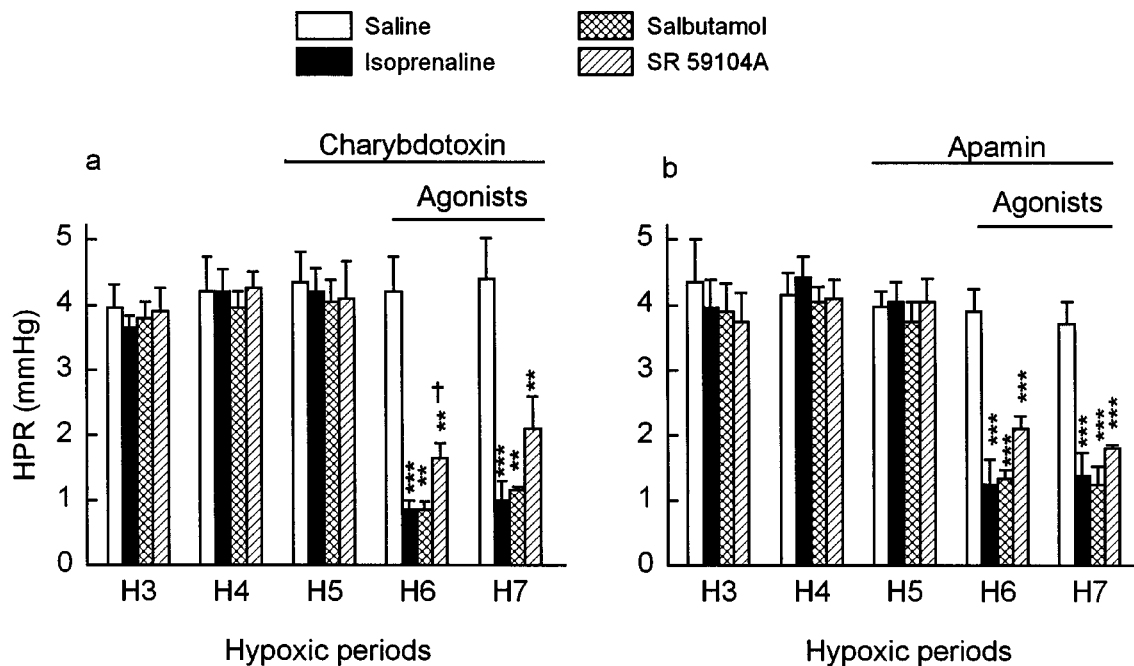 Saline
Isoprenaline
Salbutamol
SR 59104A
a
Charybdotoxin
Agonists
HPR (mmHg)
5
4
3
2
1
0
***
**
**
†
***
**
**
H3
H4
H5
H6
H7
Hypoxic periods
b
Apamin
Agonists
5
4
3
2
1
0
***
***
***
***
***
***
H3
H4
H5
H6
H7
Hypoxic periods